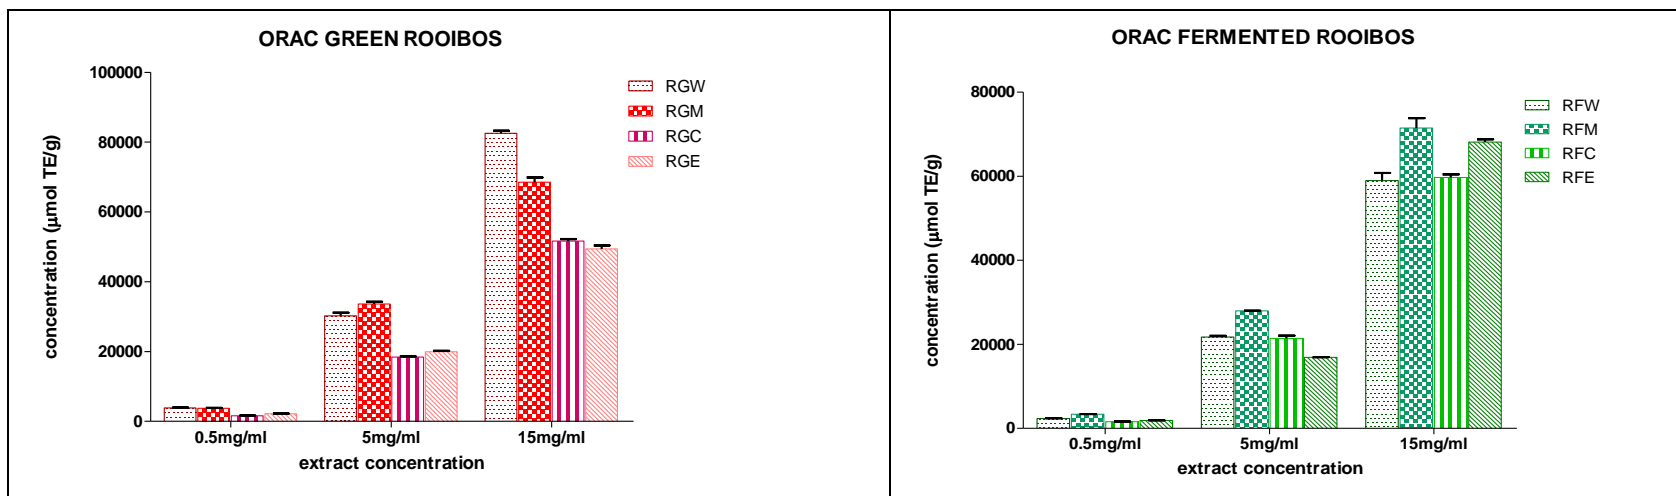 ORAC GREEN ROOIBOS
concentration (µmol TE/g)
100000
80000
60000
40000
20000
0
0.5mg/ml 5mg/ml 15mg/ml
extract concentration
RGW
RGM
RGC
RGE
ORAC FERMENTED ROOIBOS
concentration (µmol TE/g)
80000
60000
40000
20000
0
0.5mg/ml 5mg/ml 15mg/ml
extract concentration
RFW
RFM
RFC
RFE